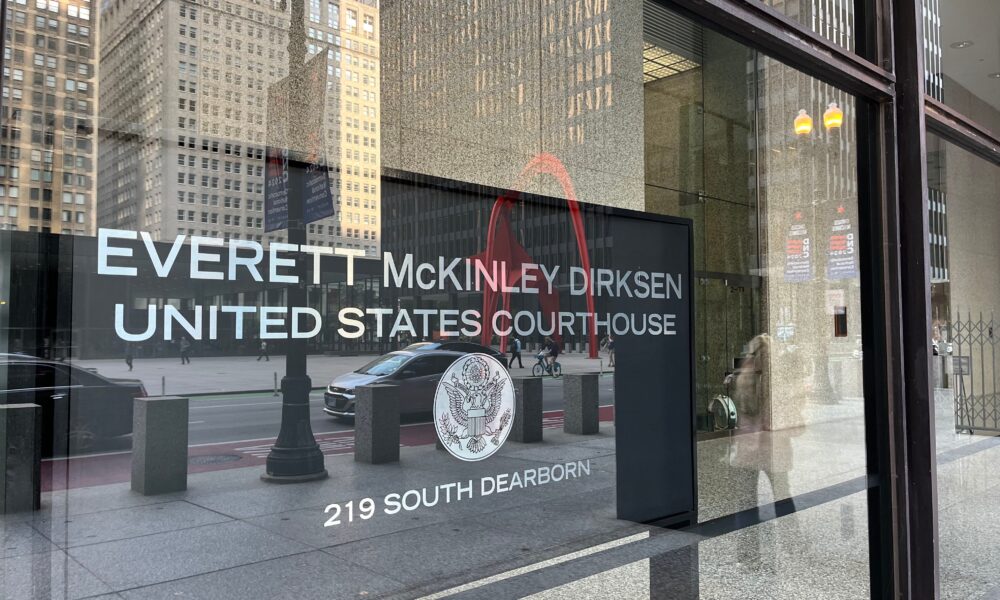 EVERETT McKINLEY DIRKSEN
UNITED STATES COURTHOUSE
219 SOUTH DEARBORN